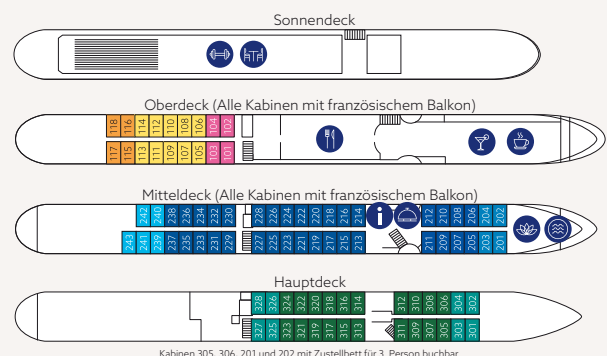 Sonnendeck
Oberdeck (Alle Kabinen mit französischem Balkon)
118 116 114 112 110 108 106 104 102
117 115 113 111 109 107 105 103 101
Mitteldeck (Alle Kabinen mit französischem Balkon)
242 240 238 236 234 232 230 228 226 224 222 220 218 216 214 212 210 208 206 204 202
243 241 239 237 235 233 231 229 227 225 223 221 219 217 215 213 211 209 207 205 203 201
Hauptdeck
328 326 324 322 320 318 316 314 312 310 308 306 304 302
327 325 323 321 319 317 315 313 311 309 307 305 303 301
Kabinen 305, 306, 201 und 202 mit Zustellbett für 3. Person buchbar